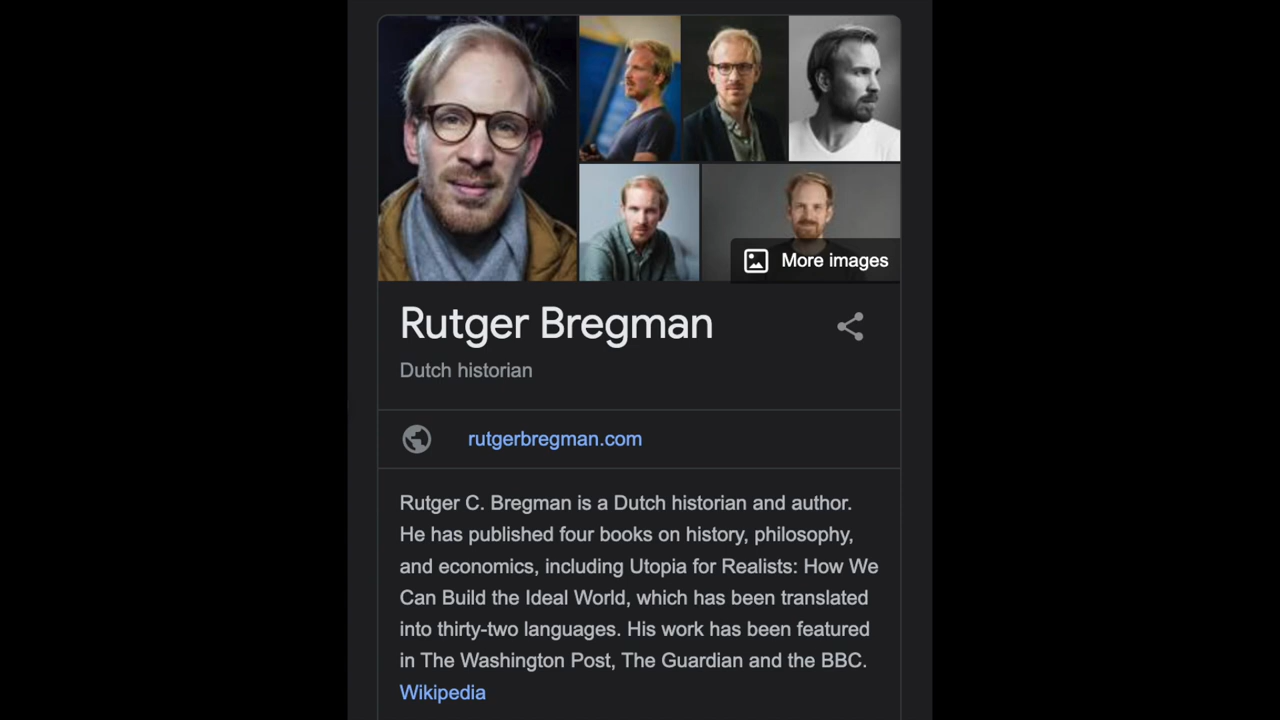 More images
Rutger Bregman
Dutch historian
rutgerbregman.com
Rutger C. Bregman is a Dutch historian and author.
He has published four books on history, philosophy,
and economics, including Utopia for Realists: How We
Can Build the Ideal World, which has been translated
into thirty-two languages. His work has been featured
in The Washington Post, The Guardian and the BBC.
Wikipedia